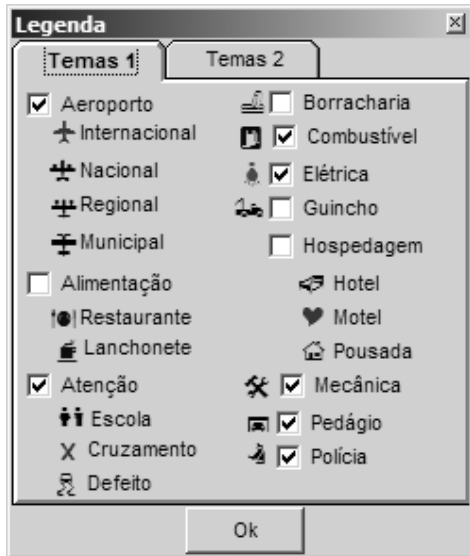 Legenda
Temas 1
Temas 2
Aeroporto
Internacional
Nacional
Regional
Municipal
Alimentação
Restaurante
Lanchonete
Atenção
Escola
Cruzamento
Defeito
Borracharia
Combustível
Elétrica
Guincho
Hospedagem
Hotel
Motel
Pousada
Mecânica
Pedágio
Polícia
Ok